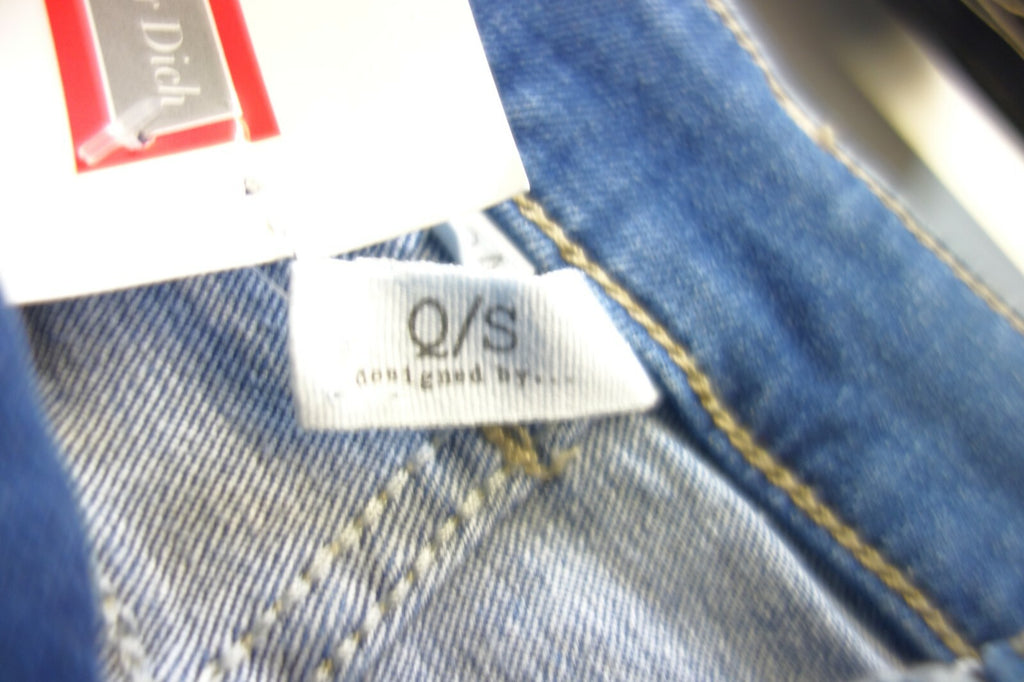 r Dich
Q/S
designed by...